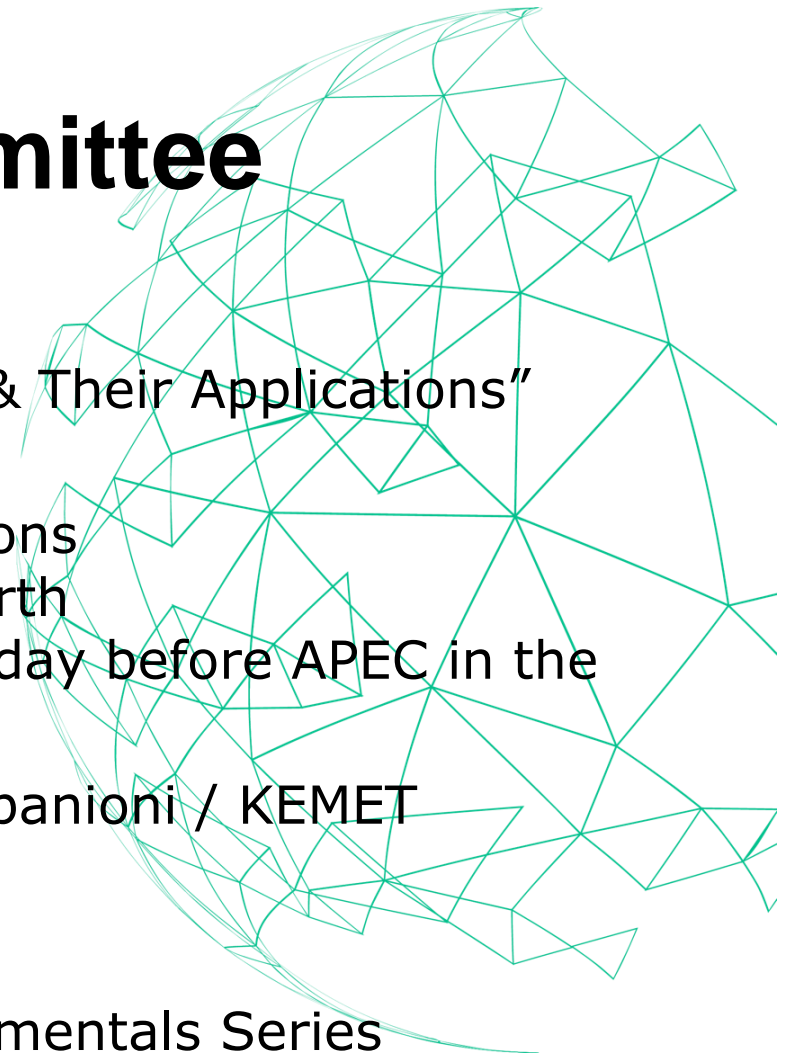 mittee
& Their Applications”
ons
rth
day before APEC in the
panioni / KEMET
mentals Series